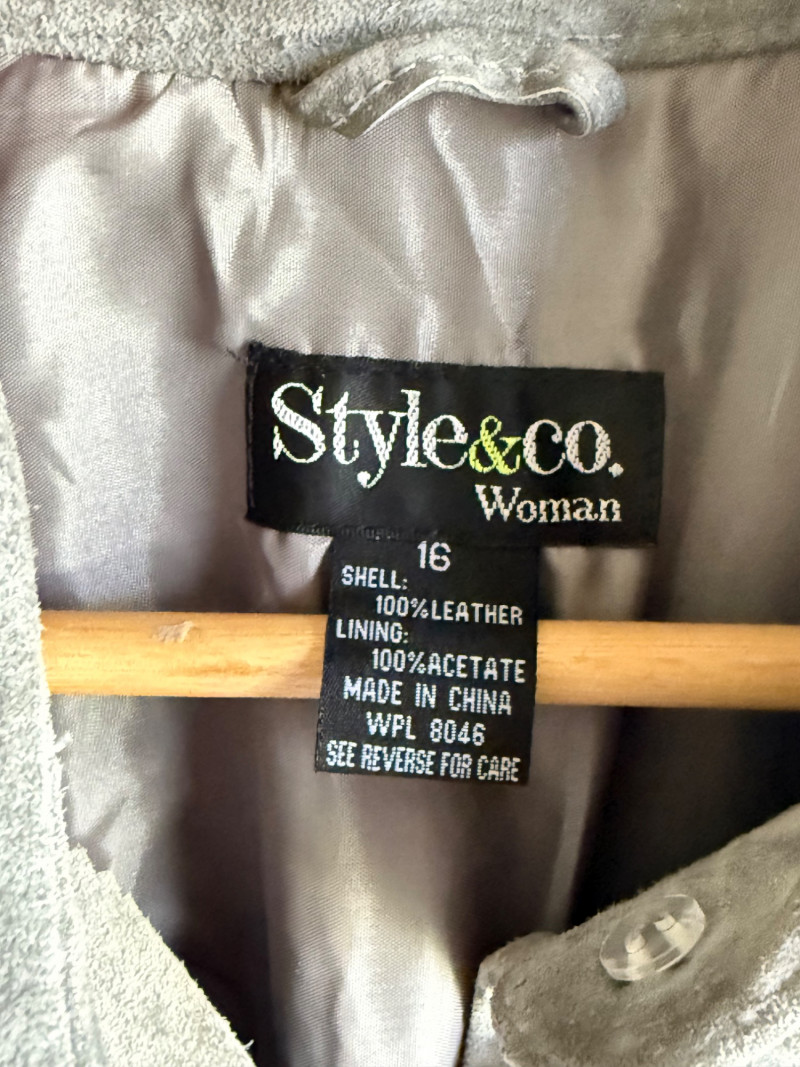 Style&co.
Woman
16
SHELL:
100%LEATHER
LINING:
100%ACETATE
MADE IN CHINA
WPL 8046
SEE REVERSE FOR CARE